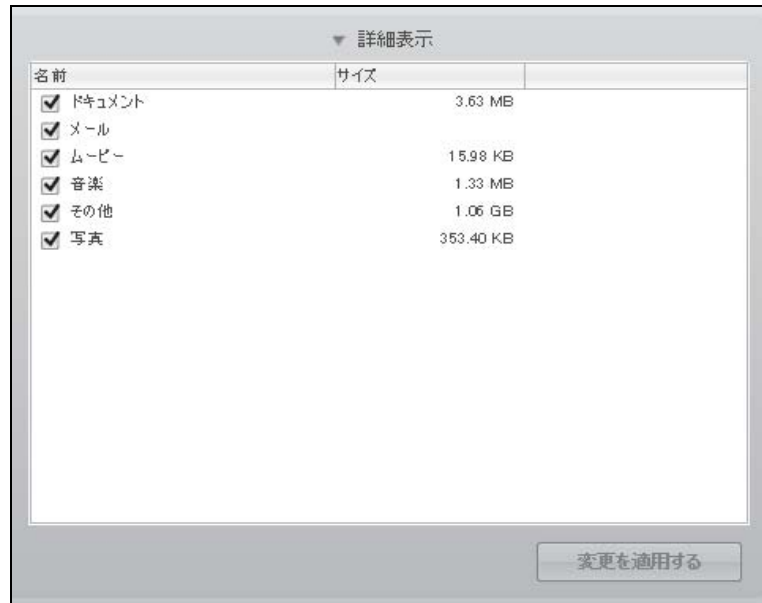 ▼ 詳細表示
名前 サイズ
ドキュメント 3.63 MB
メール
ムービー 15.98 KB
音楽 1.33 MB
その他 1.06 GB
写真 353.40 KB
変更を適用する